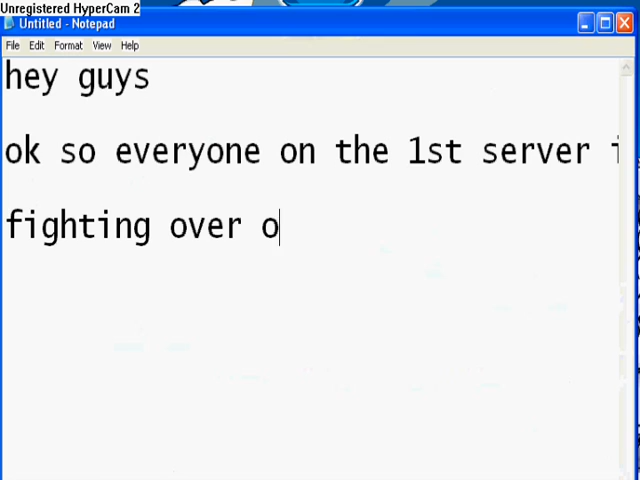 Unregistered HyperCam 2
Untitled - Notepad
File Edit Format View Help
hey guys
ok so everyone on the 1st server i
fighting over o